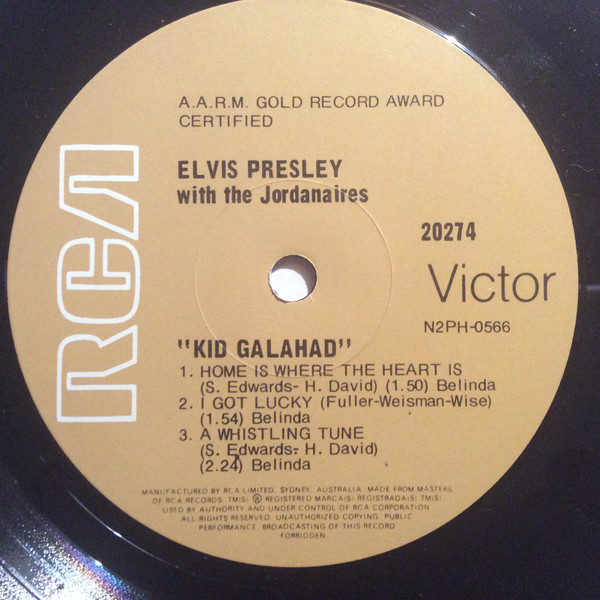 A.A.R.M. GOLD RECORD AWARD
CERTIFIED
ELVIS PRESLEY
with the Jordanaires
RCA
20274
Victor
N2PH-0566
"KID GALAHAD"
1. HOME IS WHERE THE HEART IS
(S. Edwards- H. David) (1.50) Belinda
2. I GOT LUCKY (Fuller-Weisman-Wise)
(1.54) Belinda
3. A WHISTLING TUNE
(S. Edwards- H. David)
(2.24) Belinda
MANUFACTURED BY RCA LIMITED, SYDNEY, AUSTRALIA. MADE FROM MASTERS
OF RCA RECORDS. TM(S) ® REGISTERED MARCA(S) REGISTRADA(S) TM(S)
USED BY AUTHORITY AND UNDER CONTROL OF RCA CORPORATION
ALL RIGHTS RESERVED. UNAUTHORIZED COPYING, PUBLIC
PERFORMANCE, BROADCASTING OF THIS RECORD
FORBIDDEN